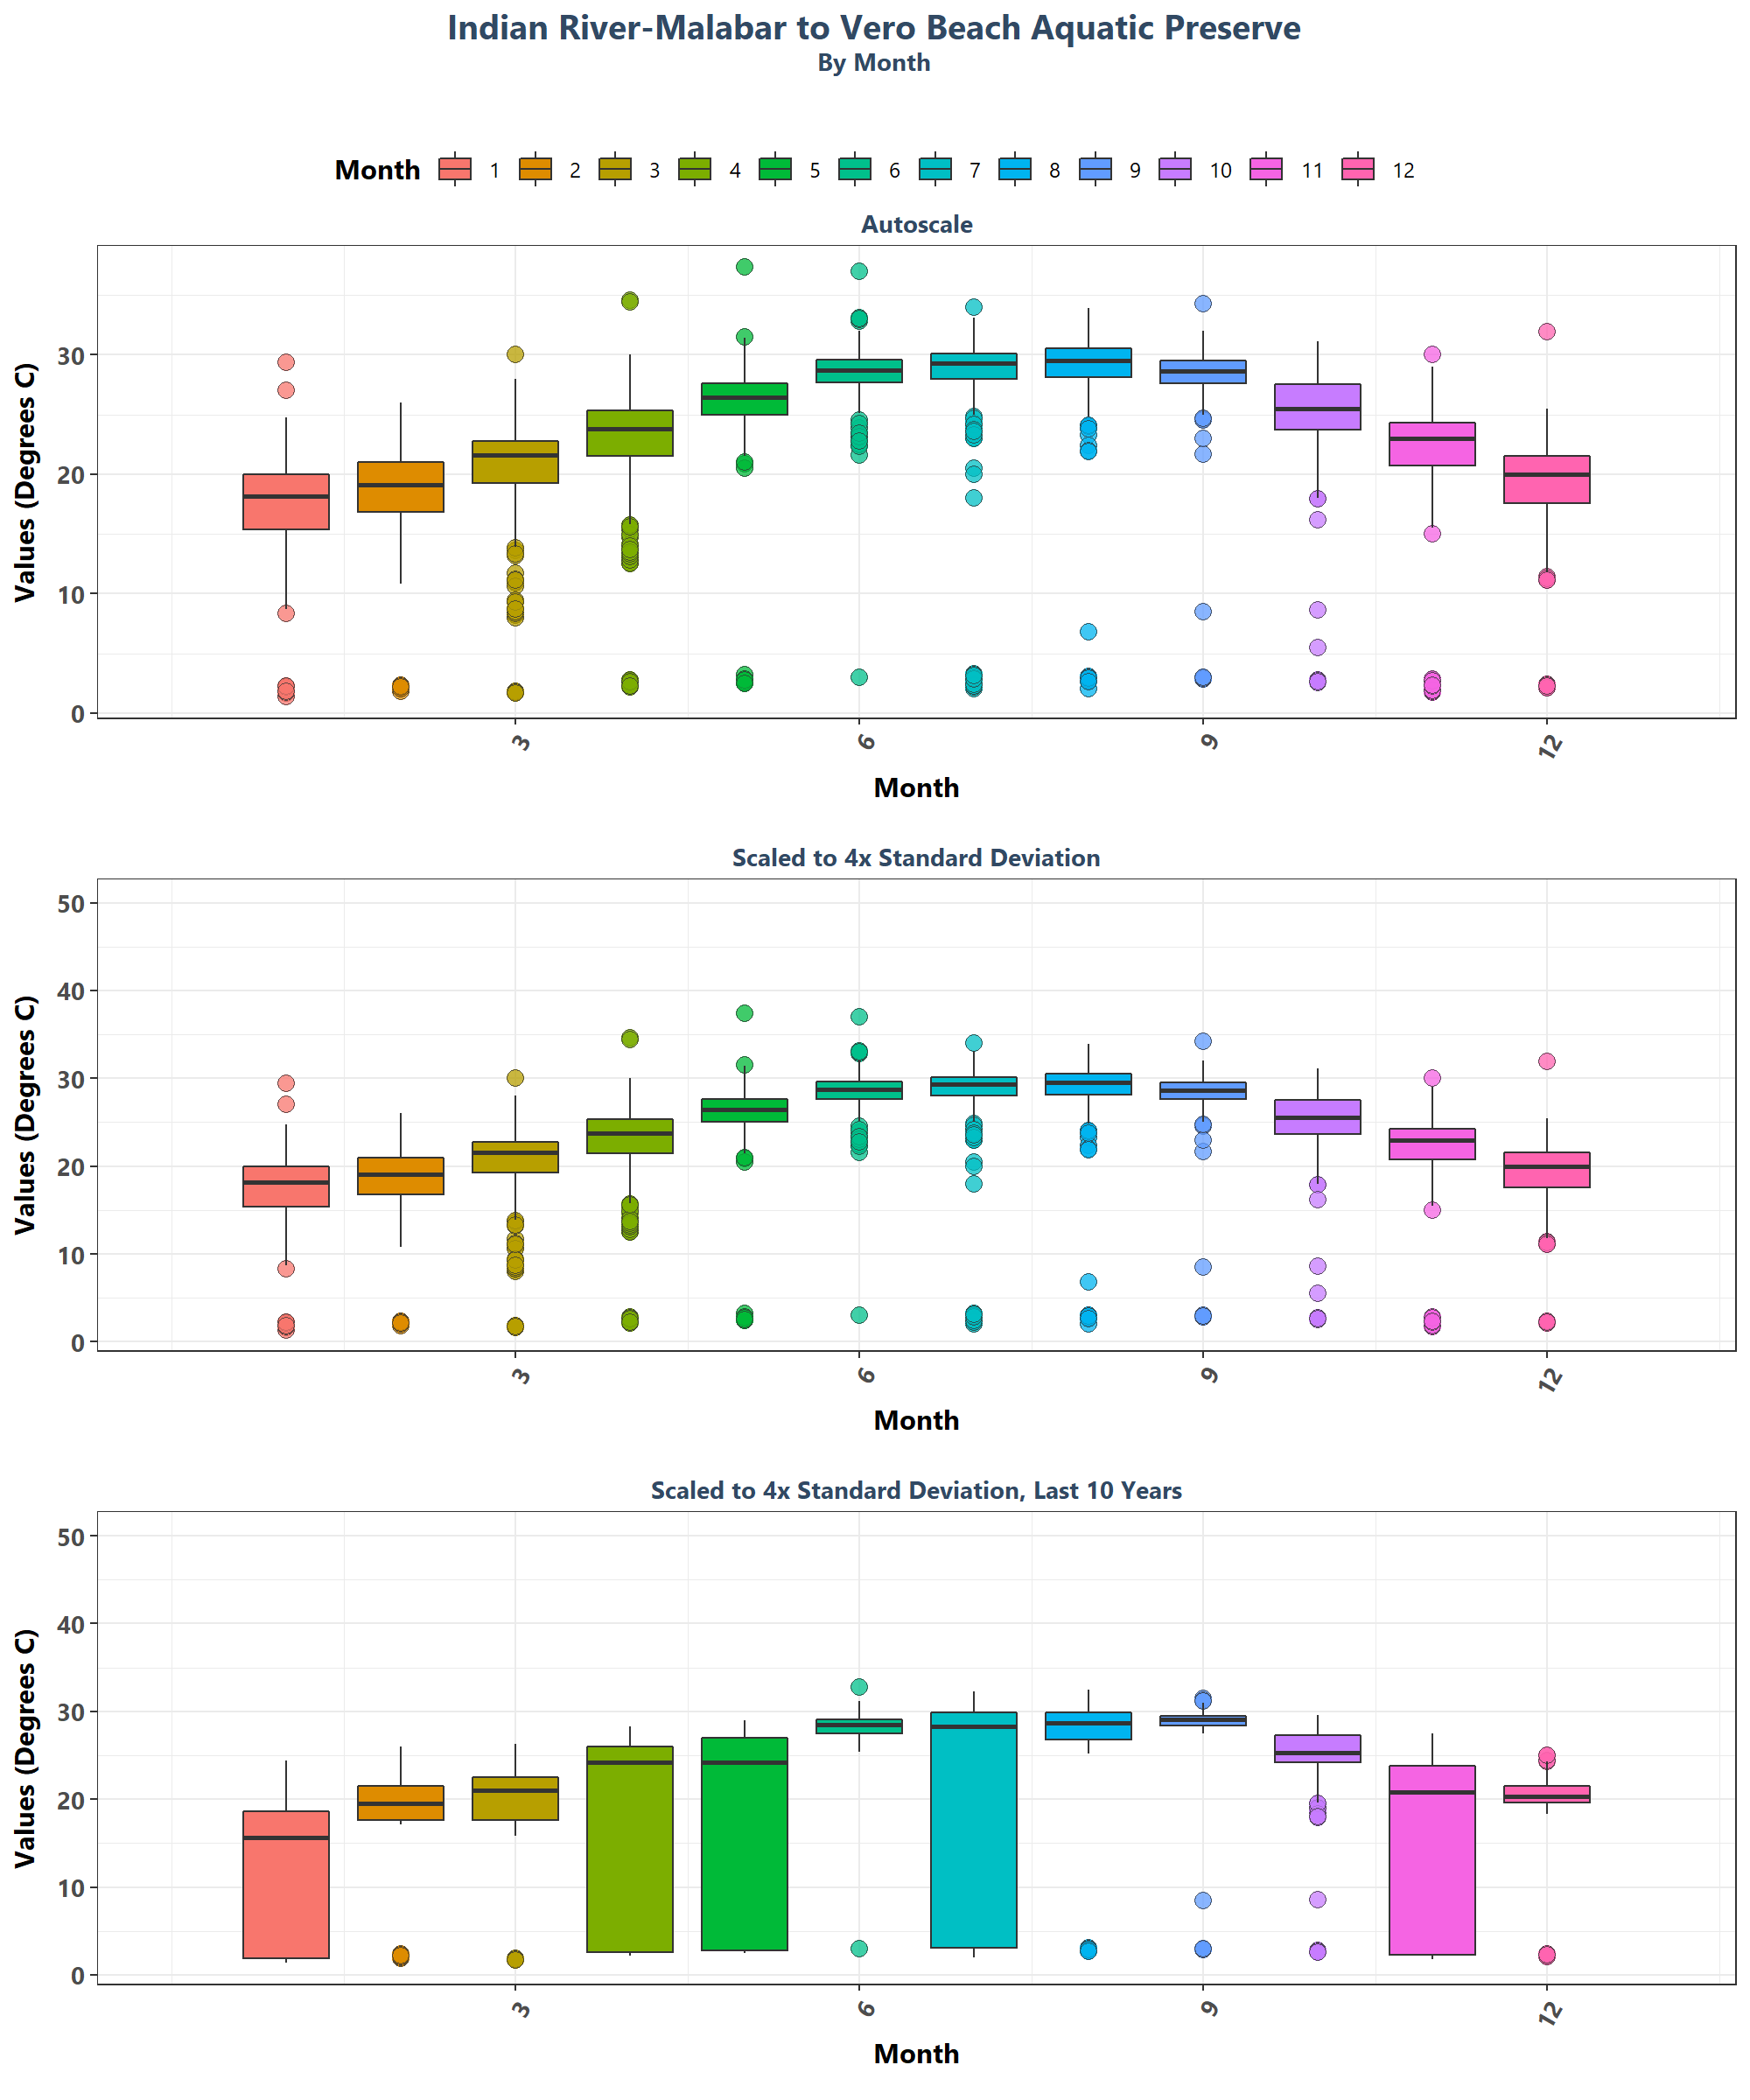 Indian River-Malabar to Vero Beach Aquatic Preserve
By Month
Month 1 2 3 4 5 6 7 8 9 10 11 12
Autoscale
Values (Degrees C)
30
20
10
0
3 6 9 12
Month
Scaled to 4x Standard Deviation
Values (Degrees C)
50
40
30
20
10
0
3 6 9 12
Month
Scaled to 4x Standard Deviation, Last 10 Years
Values (Degrees C)
50
40
30
20
10
0
3 6 9 12
Month